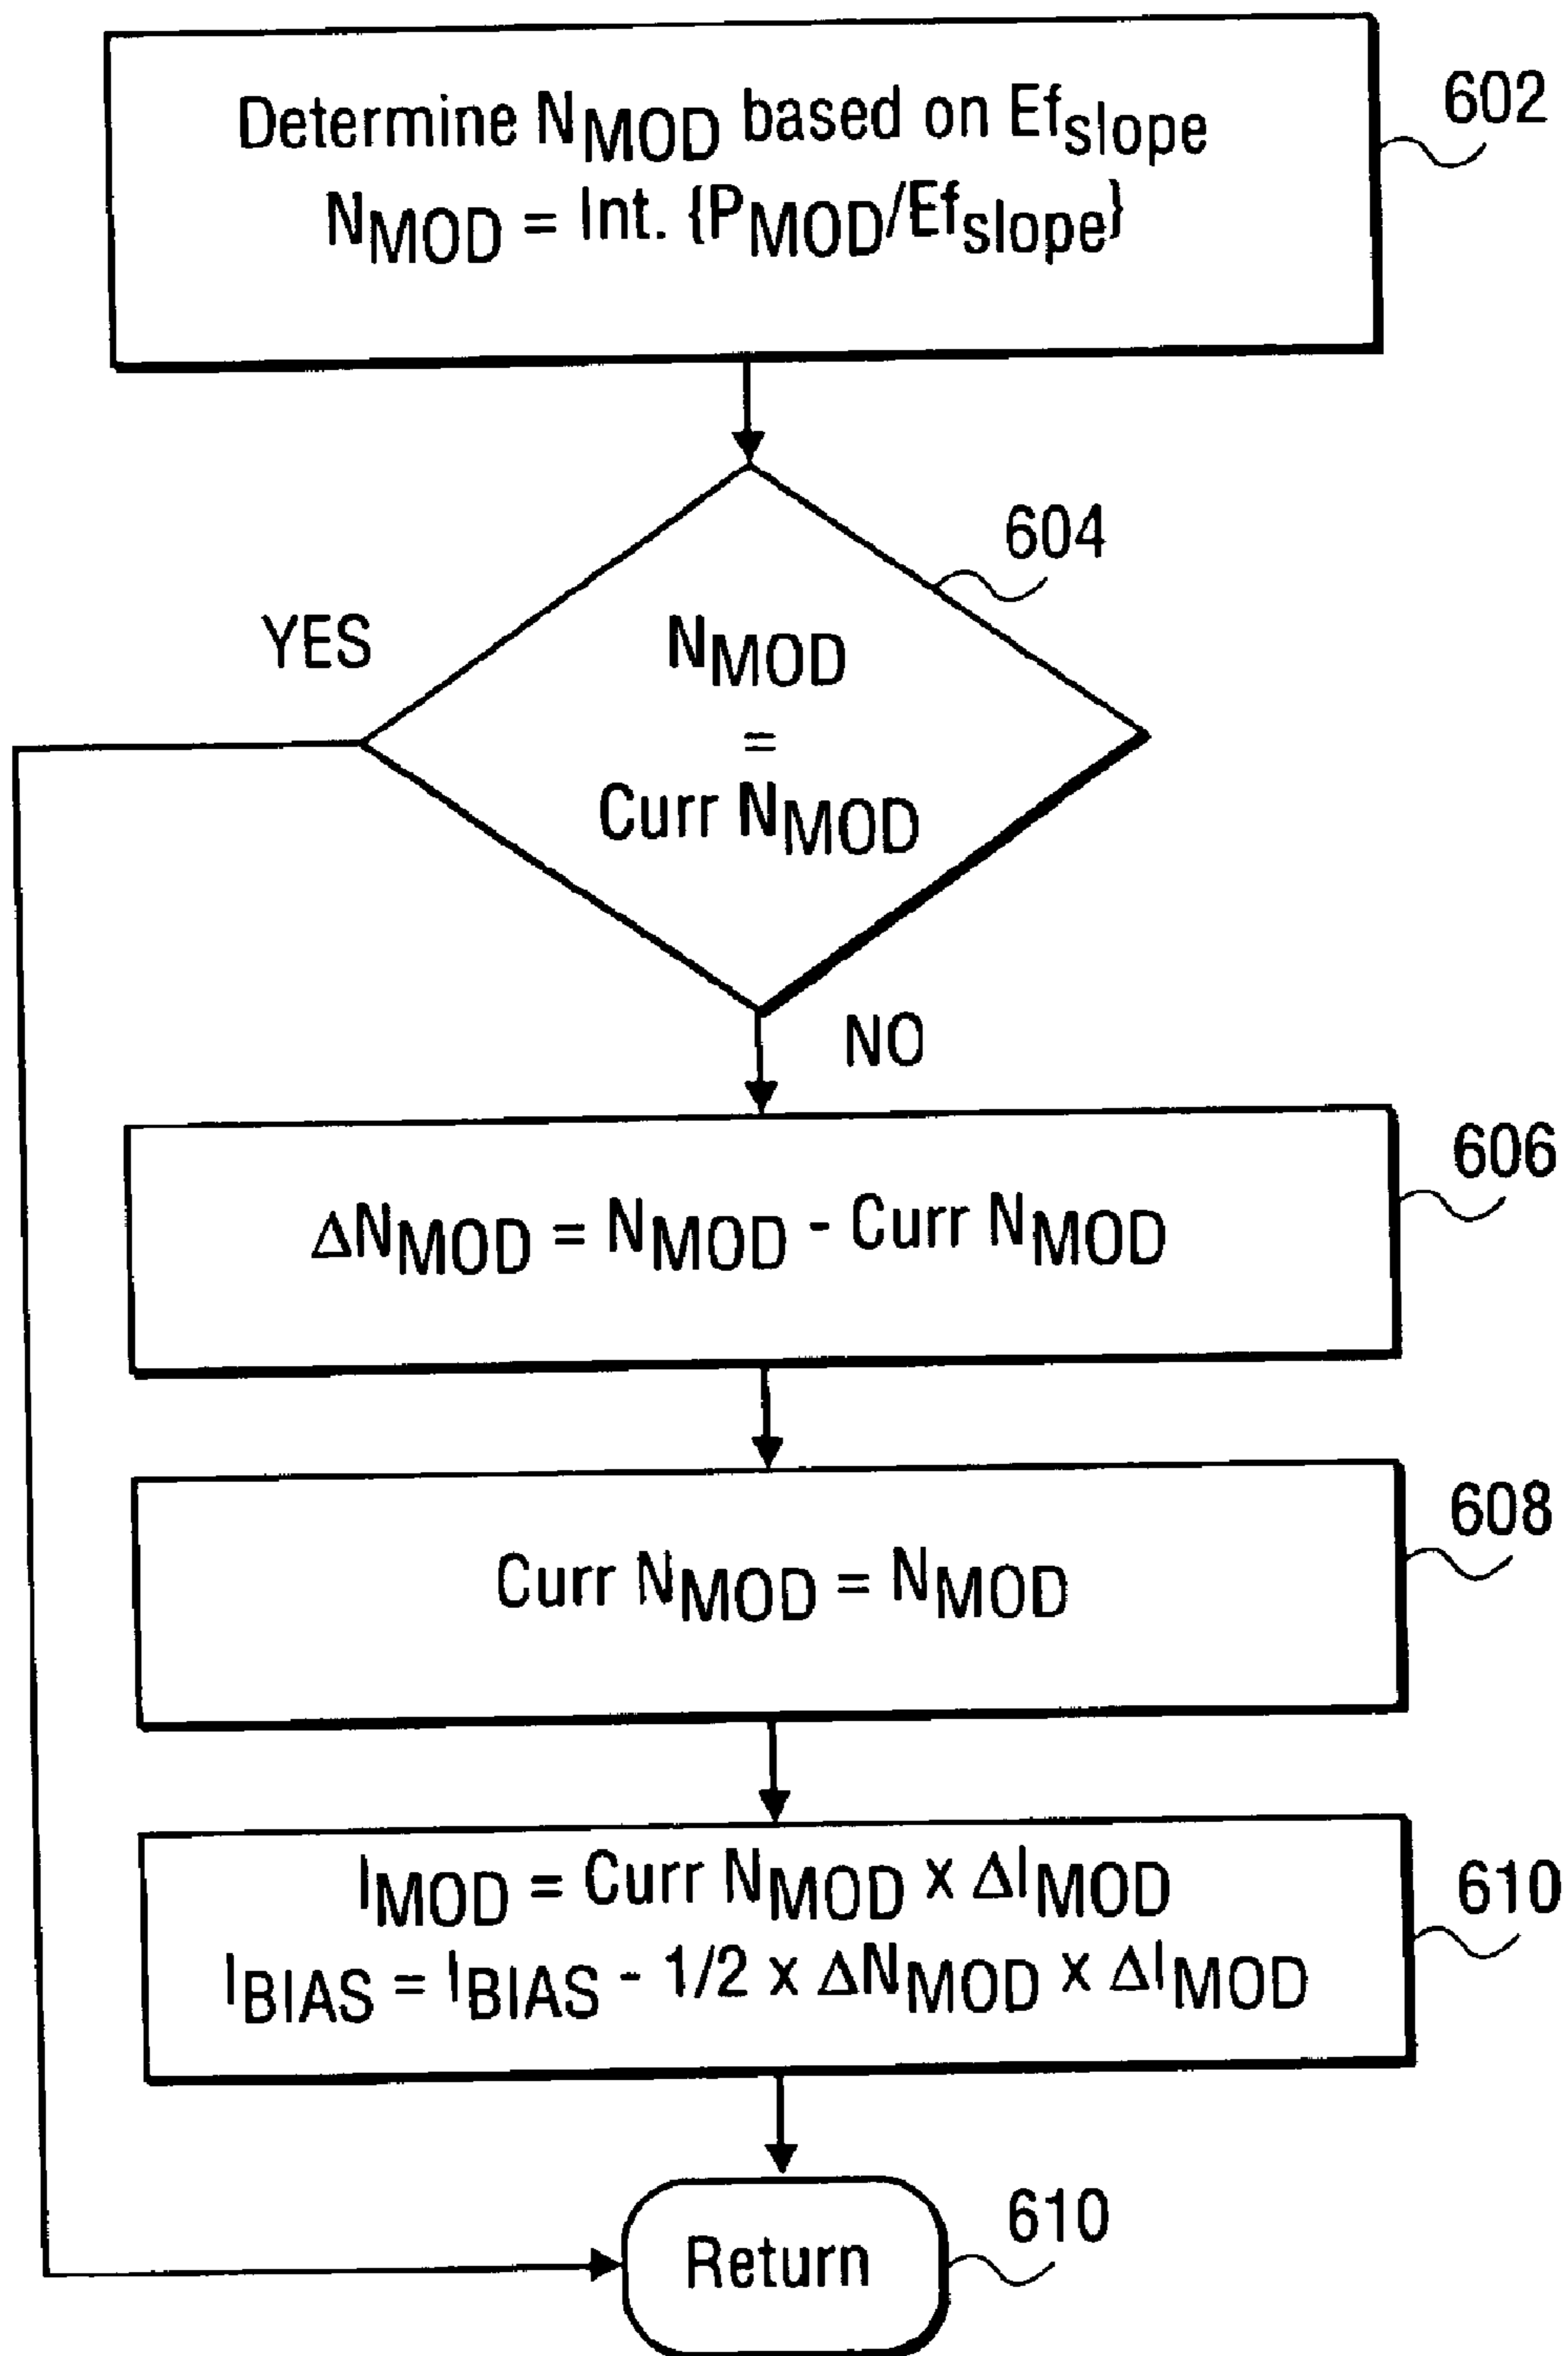 Determine NMOD based on Efslope
NMOD = Int. {PMOD/Efslope}
602
604
YES
NMOD
=
Curr NMOD
NO
606
ΔNMOD = NMOD - Curr NMOD
608
Curr NMOD = NMOD
610
IMOD = Curr NMOD x ΔIMOD
IBIAS = IBIAS - 1/2 x ΔNMOD x ΔIMOD
610
Return